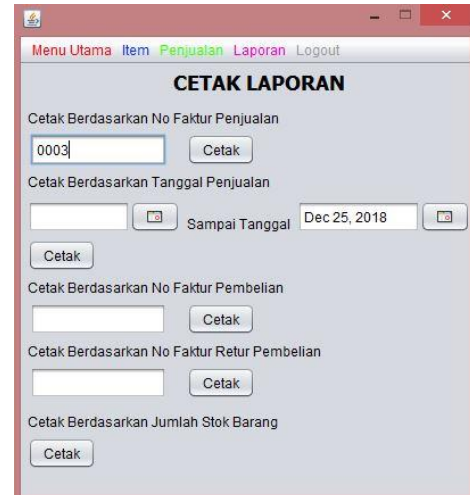 Menu Utama Item Penjualan Laporan Logout
CETAK LAPORAN
Cetak Berdasarkan No Faktur Penjualan
0003 Cetak
Cetak Berdasarkan Tanggal Penjualan
Sampai Tanggal Dec 25, 2018
Cetak
Cetak Berdasarkan No Faktur Pembelian
Cetak
Cetak Berdasarkan No Faktur Retur Pembelian
Cetak
Cetak Berdasarkan Jumlah Stok Barang
Cetak